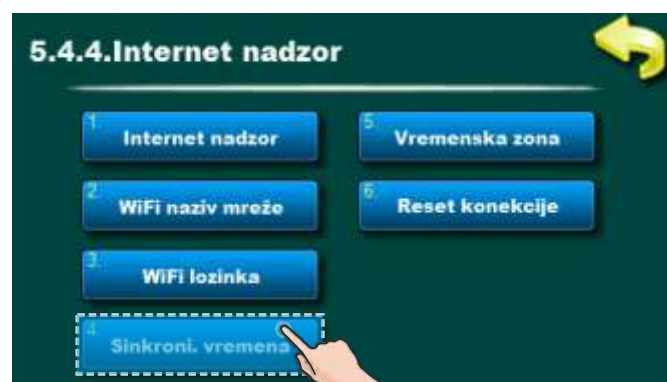 5.4.4.Internet nadzor
1. Internet nadzor
2. WiFi naziv mreže
3. WiFi lozinka
4. Sinkroni. vremena
5. Vremenska zona
6. Reset konekcije